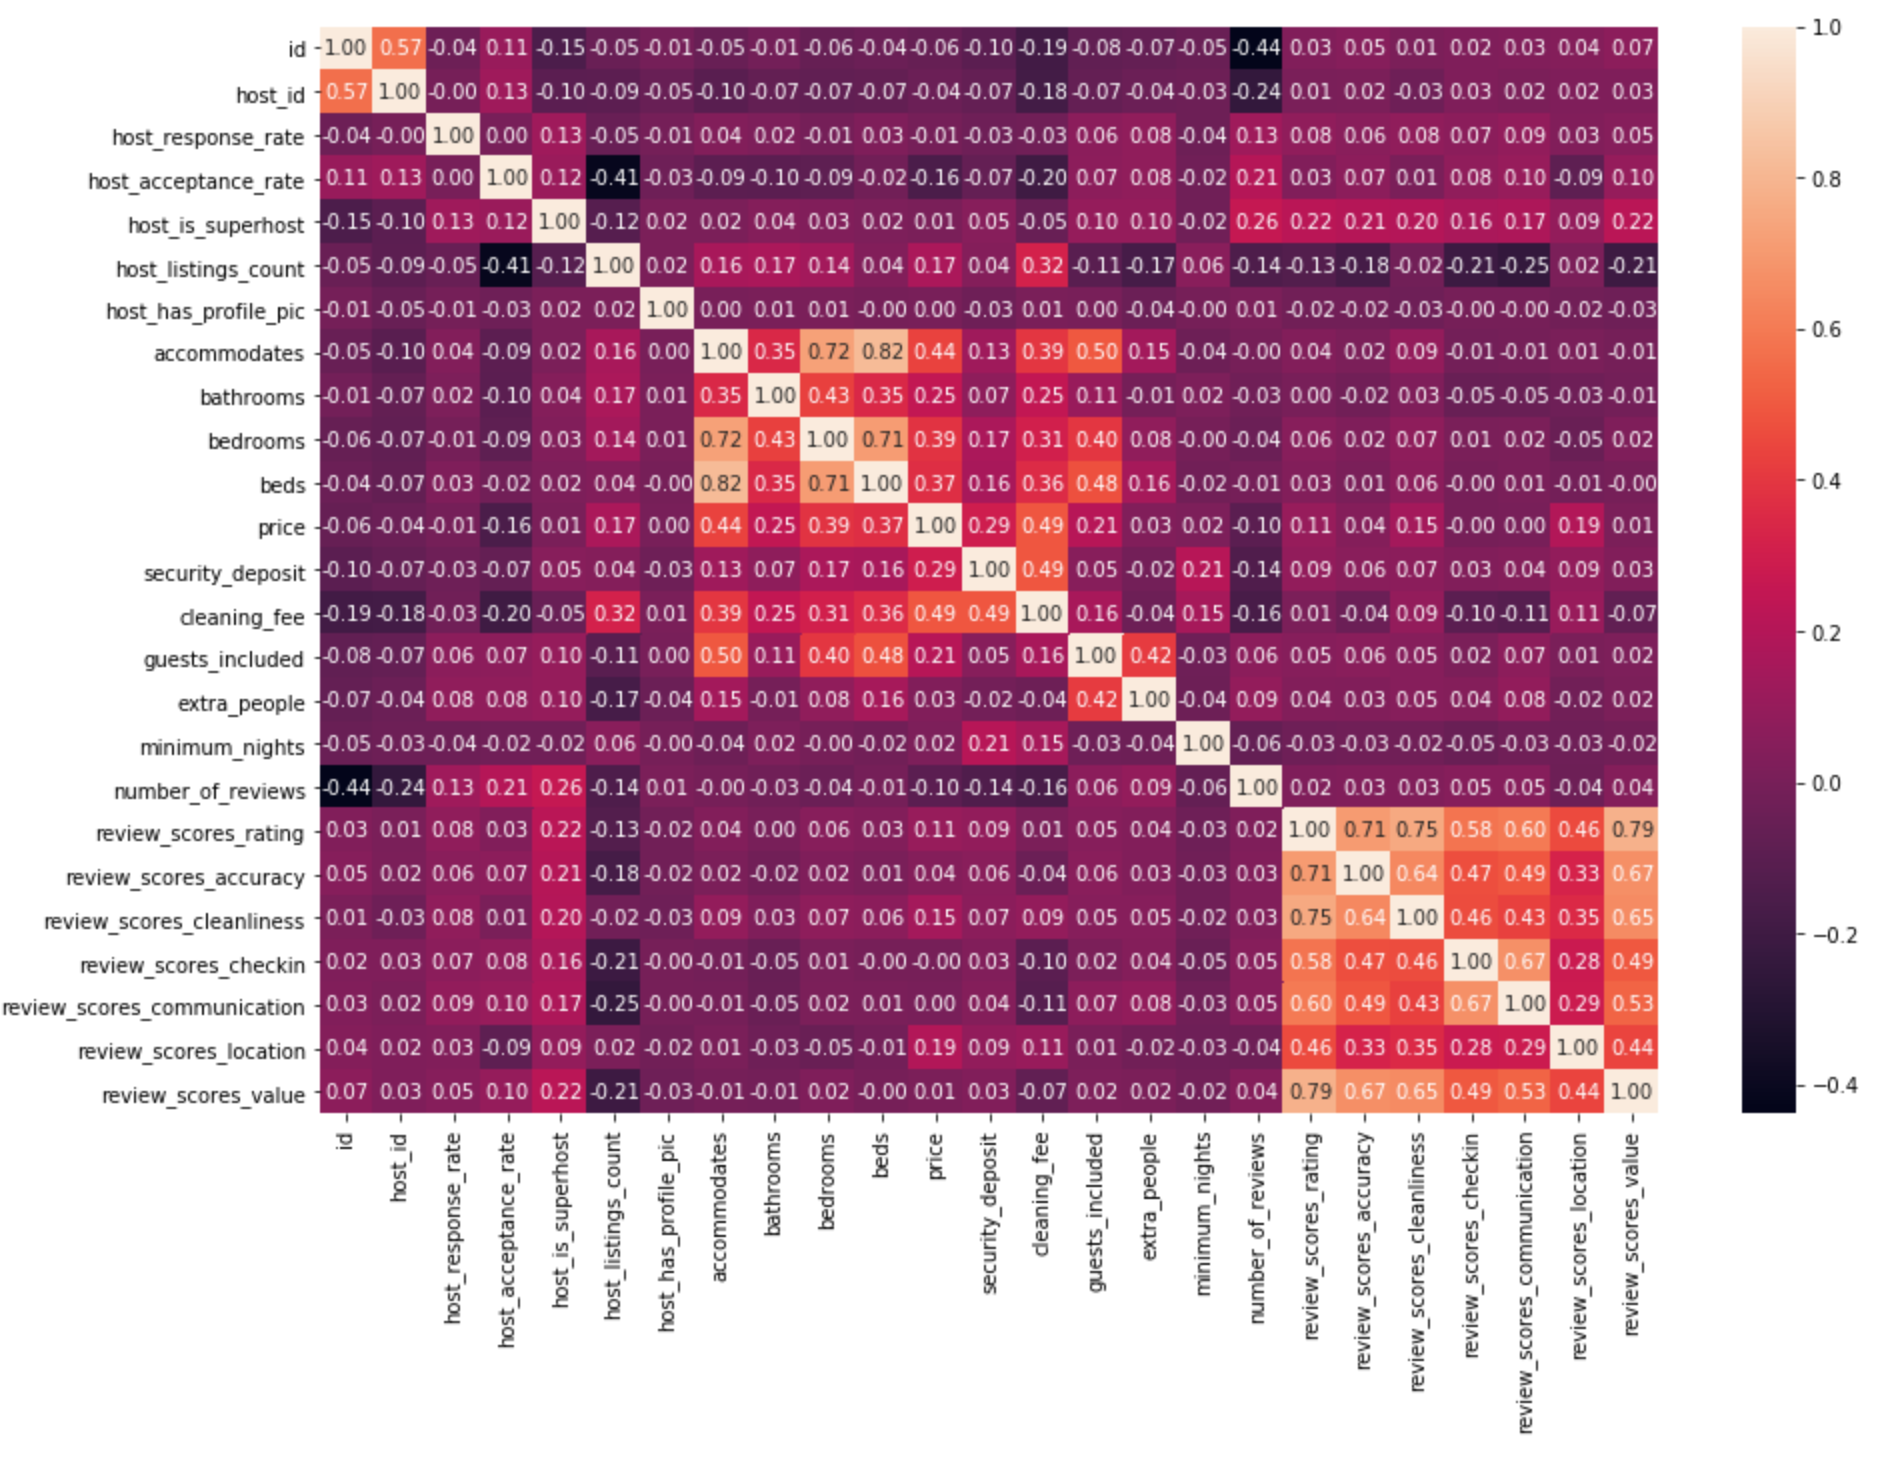 id 1.00 0.57 -0.04 0.11 -0.15 -0.05 -0.01 -0.05 -0.01 -0.06 -0.04 -0.06 -0.10 -0.19 -0.08 -0.07 -0.05 -0.44 0.03 0.05 0.01 0.02 0.03 0.04 0.07
host_id 0.57 1.00 -0.00 0.13 -0.10 -0.09 -0.05 -0.10 -0.07 -0.07 -0.07 -0.04 -0.07 -0.18 -0.07 -0.04 -0.03 -0.24 0.01 0.02 -0.03 0.03 0.02 0.02 0.03
host_response_rate -0.04 -0.00 1.00 0.00 0.13 -0.05 -0.01 0.04 0.02 -0.01 0.03 -0.01 -0.03 -0.03 0.06 0.08 -0.04 0.13 0.08 0.06 0.08 0.07 0.09 0.03 0.05
host_acceptance_rate 0.11 0.13 0.00 1.00 0.12 -0.41 -0.03 -0.09 -0.10 -0.09 -0.02 -0.16 -0.07 -0.20 0.07 0.08 -0.02 0.21 0.03 0.07 0.01 0.08 0.10 -0.09 0.10
host_is_superhost -0.15 -0.10 0.13 0.12 1.00 -0.12 0.02 0.02 0.04 0.03 0.02 0.01 0.05 -0.05 0.10 0.10 -0.02 0.26 0.22 0.21 0.20 0.16 0.17 0.09 0.22
host_listings_count -0.05 -0.09 -0.05 -0.41 -0.12 1.00 0.02 0.16 0.17 0.14 0.04 0.17 0.04 0.32 -0.11 -0.17 0.06 -0.14 -0.13 -0.18 -0.02 -0.21 -0.25 0.02 -0.21
host_has_profile_pic -0.01 -0.05 -0.01 -0.03 0.02 0.02 1.00 0.00 0.01 0.01 -0.00 0.00 -0.03 0.01 0.00 -0.04 -0.00 0.01 -0.02 -0.02 -0.03 -0.00 -0.00 -0.02 -0.03
accommodates -0.05 -0.10 0.04 -0.09 0.02 0.16 0.00 1.00 0.35 0.72 0.82 0.44 0.13 0.39 0.50 0.15 -0.04 -0.00 0.04 0.02 0.09 -0.01 -0.01 0.01 -0.01
bathrooms -0.01 -0.07 0.02 -0.10 0.04 0.17 0.01 0.35 1.00 0.43 0.35 0.25 0.07 0.25 0.11 -0.01 0.02 -0.03 0.00 -0.02 0.03 -0.05 -0.05 -0.03 -0.01
bedrooms -0.06 -0.07 -0.01 -0.09 0.03 0.14 0.01 0.72 0.43 1.00 0.71 0.39 0.17 0.31 0.40 0.08 -0.00 -0.04 0.06 0.02 0.07 0.01 0.02 -0.05 0.02
beds -0.04 -0.07 0.03 -0.02 0.02 0.04 -0.00 0.82 0.35 0.71 1.00 0.37 0.16 0.36 0.48 0.16 -0.02 -0.01 0.03 0.01 0.06 -0.00 0.01 -0.01 -0.00
price -0.06 -0.04 -0.01 -0.16 0.01 0.17 0.00 0.44 0.25 0.39 0.37 1.00 0.29 0.49 0.21 0.03 0.02 -0.10 0.11 0.04 0.15 -0.00 0.00 0.19 0.01
security_deposit -0.10 -0.07 -0.03 -0.07 0.05 0.04 -0.03 0.13 0.07 0.17 0.16 0.29 1.00 0.49 0.05 -0.02 0.21 -0.14 0.09 0.06 0.07 0.03 0.04 0.09 0.03
cleaning_fee -0.19 -0.18 -0.03 -0.20 -0.05 0.32 0.01 0.39 0.25 0.31 0.36 0.49 0.49 1.00 0.16 -0.04 0.15 -0.16 0.01 -0.04 0.09 -0.10 -0.11 0.11 -0.07
guests_included -0.08 -0.07 0.06 0.07 0.10 -0.11 0.00 0.50 0.11 0.40 0.48 0.21 0.05 0.16 1.00 0.42 -0.03 0.06 0.05 0.06 0.05 0.02 0.07 0.01 0.02
extra_people -0.07 -0.04 0.08 0.08 0.10 -0.17 -0.04 0.15 -0.01 0.08 0.16 0.03 -0.02 -0.04 0.42 1.00 -0.04 0.09 0.04 0.03 0.05 0.04 0.08 -0.02 0.02
minimum_nights -0.05 -0.03 -0.04 -0.02 -0.02 0.06 -0.00 -0.04 0.02 -0.00 -0.02 0.02 0.21 0.15 -0.03 -0.04 1.00 -0.06 -0.03 -0.03 -0.02 -0.05 -0.03 -0.03 -0.02
number_of_reviews -0.44 -0.24 0.13 0.21 0.26 -0.14 0.01 -0.00 -0.03 -0.04 -0.01 -0.10 -0.14 -0.16 0.06 0.09 -0.06 1.00 0.02 0.03 0.03 0.05 0.05 -0.04 0.04
review_scores_rating 0.03 0.01 0.08 0.03 0.22 -0.13 -0.02 0.04 0.00 0.06 0.03 0.11 0.09 0.01 0.05 0.04 -0.03 0.02 1.00 0.71 0.75 0.58 0.60 0.46 0.79
review_scores_accuracy 0.05 0.02 0.06 0.07 0.21 -0.18 -0.02 0.02 -0.02 0.02 0.01 0.04 0.06 -0.04 0.06 0.03 -0.03 0.03 0.71 1.00 0.64 0.47 0.49 0.33 0.67
review_scores_cleanliness 0.01 -0.03 0.08 0.01 0.20 -0.02 -0.03 0.09 0.03 0.07 0.06 0.15 0.07 0.09 0.05 0.05 -0.02 0.03 0.75 0.64 1.00 0.46 0.43 0.35 0.65
review_scores_checkin 0.02 0.03 0.07 0.08 0.16 -0.21 -0.00 -0.01 -0.05 0.01 -0.00 -0.00 0.03 -0.10 0.02 0.04 -0.05 0.05 0.58 0.47 0.46 1.00 0.67 0.28 0.49
review_scores_communication 0.03 0.02 0.09 0.10 0.17 -0.25 -0.00 -0.01 -0.05 0.02 0.01 0.00 0.04 -0.11 0.07 0.08 -0.03 0.05 0.60 0.49 0.43 0.67 1.00 0.29 0.53
review_scores_location 0.04 0.02 0.03 -0.09 0.09 0.02 -0.02 0.01 -0.03 -0.05 -0.01 0.19 0.09 0.11 0.01 -0.02 -0.03 -0.04 0.46 0.33 0.35 0.28 0.29 1.00 0.44
review_scores_value 0.07 0.03 0.05 0.10 0.22 -0.21 -0.03 -0.01 -0.01 0.02 -0.00 0.01 0.03 -0.07 0.02 0.02 -0.02 0.04 0.79 0.67 0.65 0.49 0.53 0.44 1.00
id
host_id
host_response_rate
host_acceptance_rate
host_is_superhost
host_listings_count
host_has_profile_pic
accommodates
bathrooms
bedrooms
beds
price
security_deposit
cleaning_fee
guests_included
extra_people
minimum_nights
number_of_reviews
review_scores_rating
review_scores_accuracy
review_scores_cleanliness
review_scores_checkin
review_scores_communication
review_scores_location
review_scores_value
1.0
0.8
0.6
0.4
0.2
0.0
−0.2
−0.4